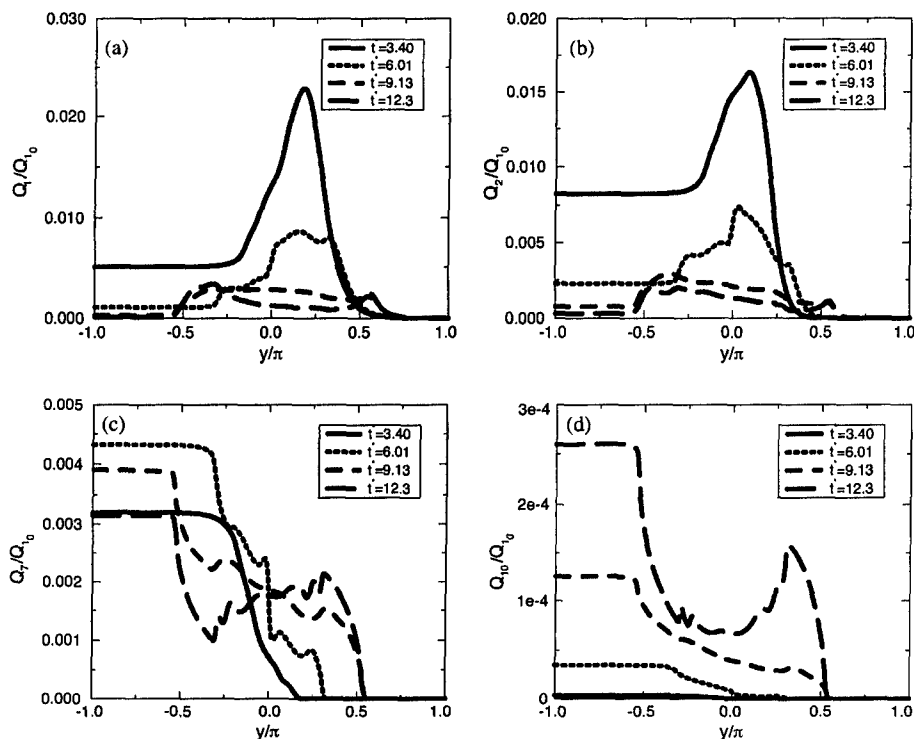 (a)
t=3.40
t=6.01
t=9.13
t=12.3
0.030
0.020
0.010
0.000
Q1/Q10
-1.0 -0.5 0.0 0.5 1.0
y/π
(b)
t=3.40
t=6.01
t=9.13
t=12.3
0.020
0.015
0.010
0.005
0.000
Q2/Q10
-1.0 -0.5 0.0 0.5 1.0
y/π
(c)
t=3.40
t=6.01
t=9.13
t=12.3
0.005
0.004
0.003
0.002
0.001
0.000
Q7/Q10
-1.0 -0.5 0.0 0.5 1.0
y/π
(d)
t=3.40
t=6.01
t=9.13
t=12.3
3e-4
2e-4
1e-4
0
Q10/Q10
-1.0 -0.5 0.0 0.5 1.0
y/π